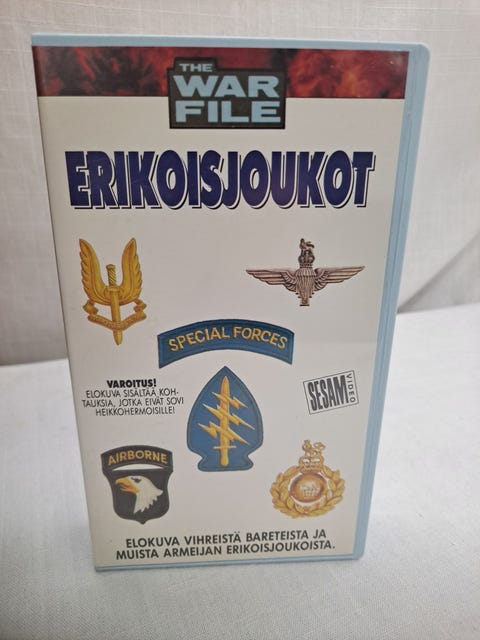 THE
WAR
FILE
ERIKOISJOUKOT
SPECIAL FORCES
VAROITUS!
ELOKUVA SISÄLTÄÄ KOH-
TAUKSIA, JOTKA EIVÄT SOVI
HEIKKOHERMOISILLE!
SESAM
VIDEO
AIRBORNE
ELOKUVA VIHREISTÄ BARETEISTA JA
MUISTA ARMEIJAN ERIKOISJOUKOISTA.